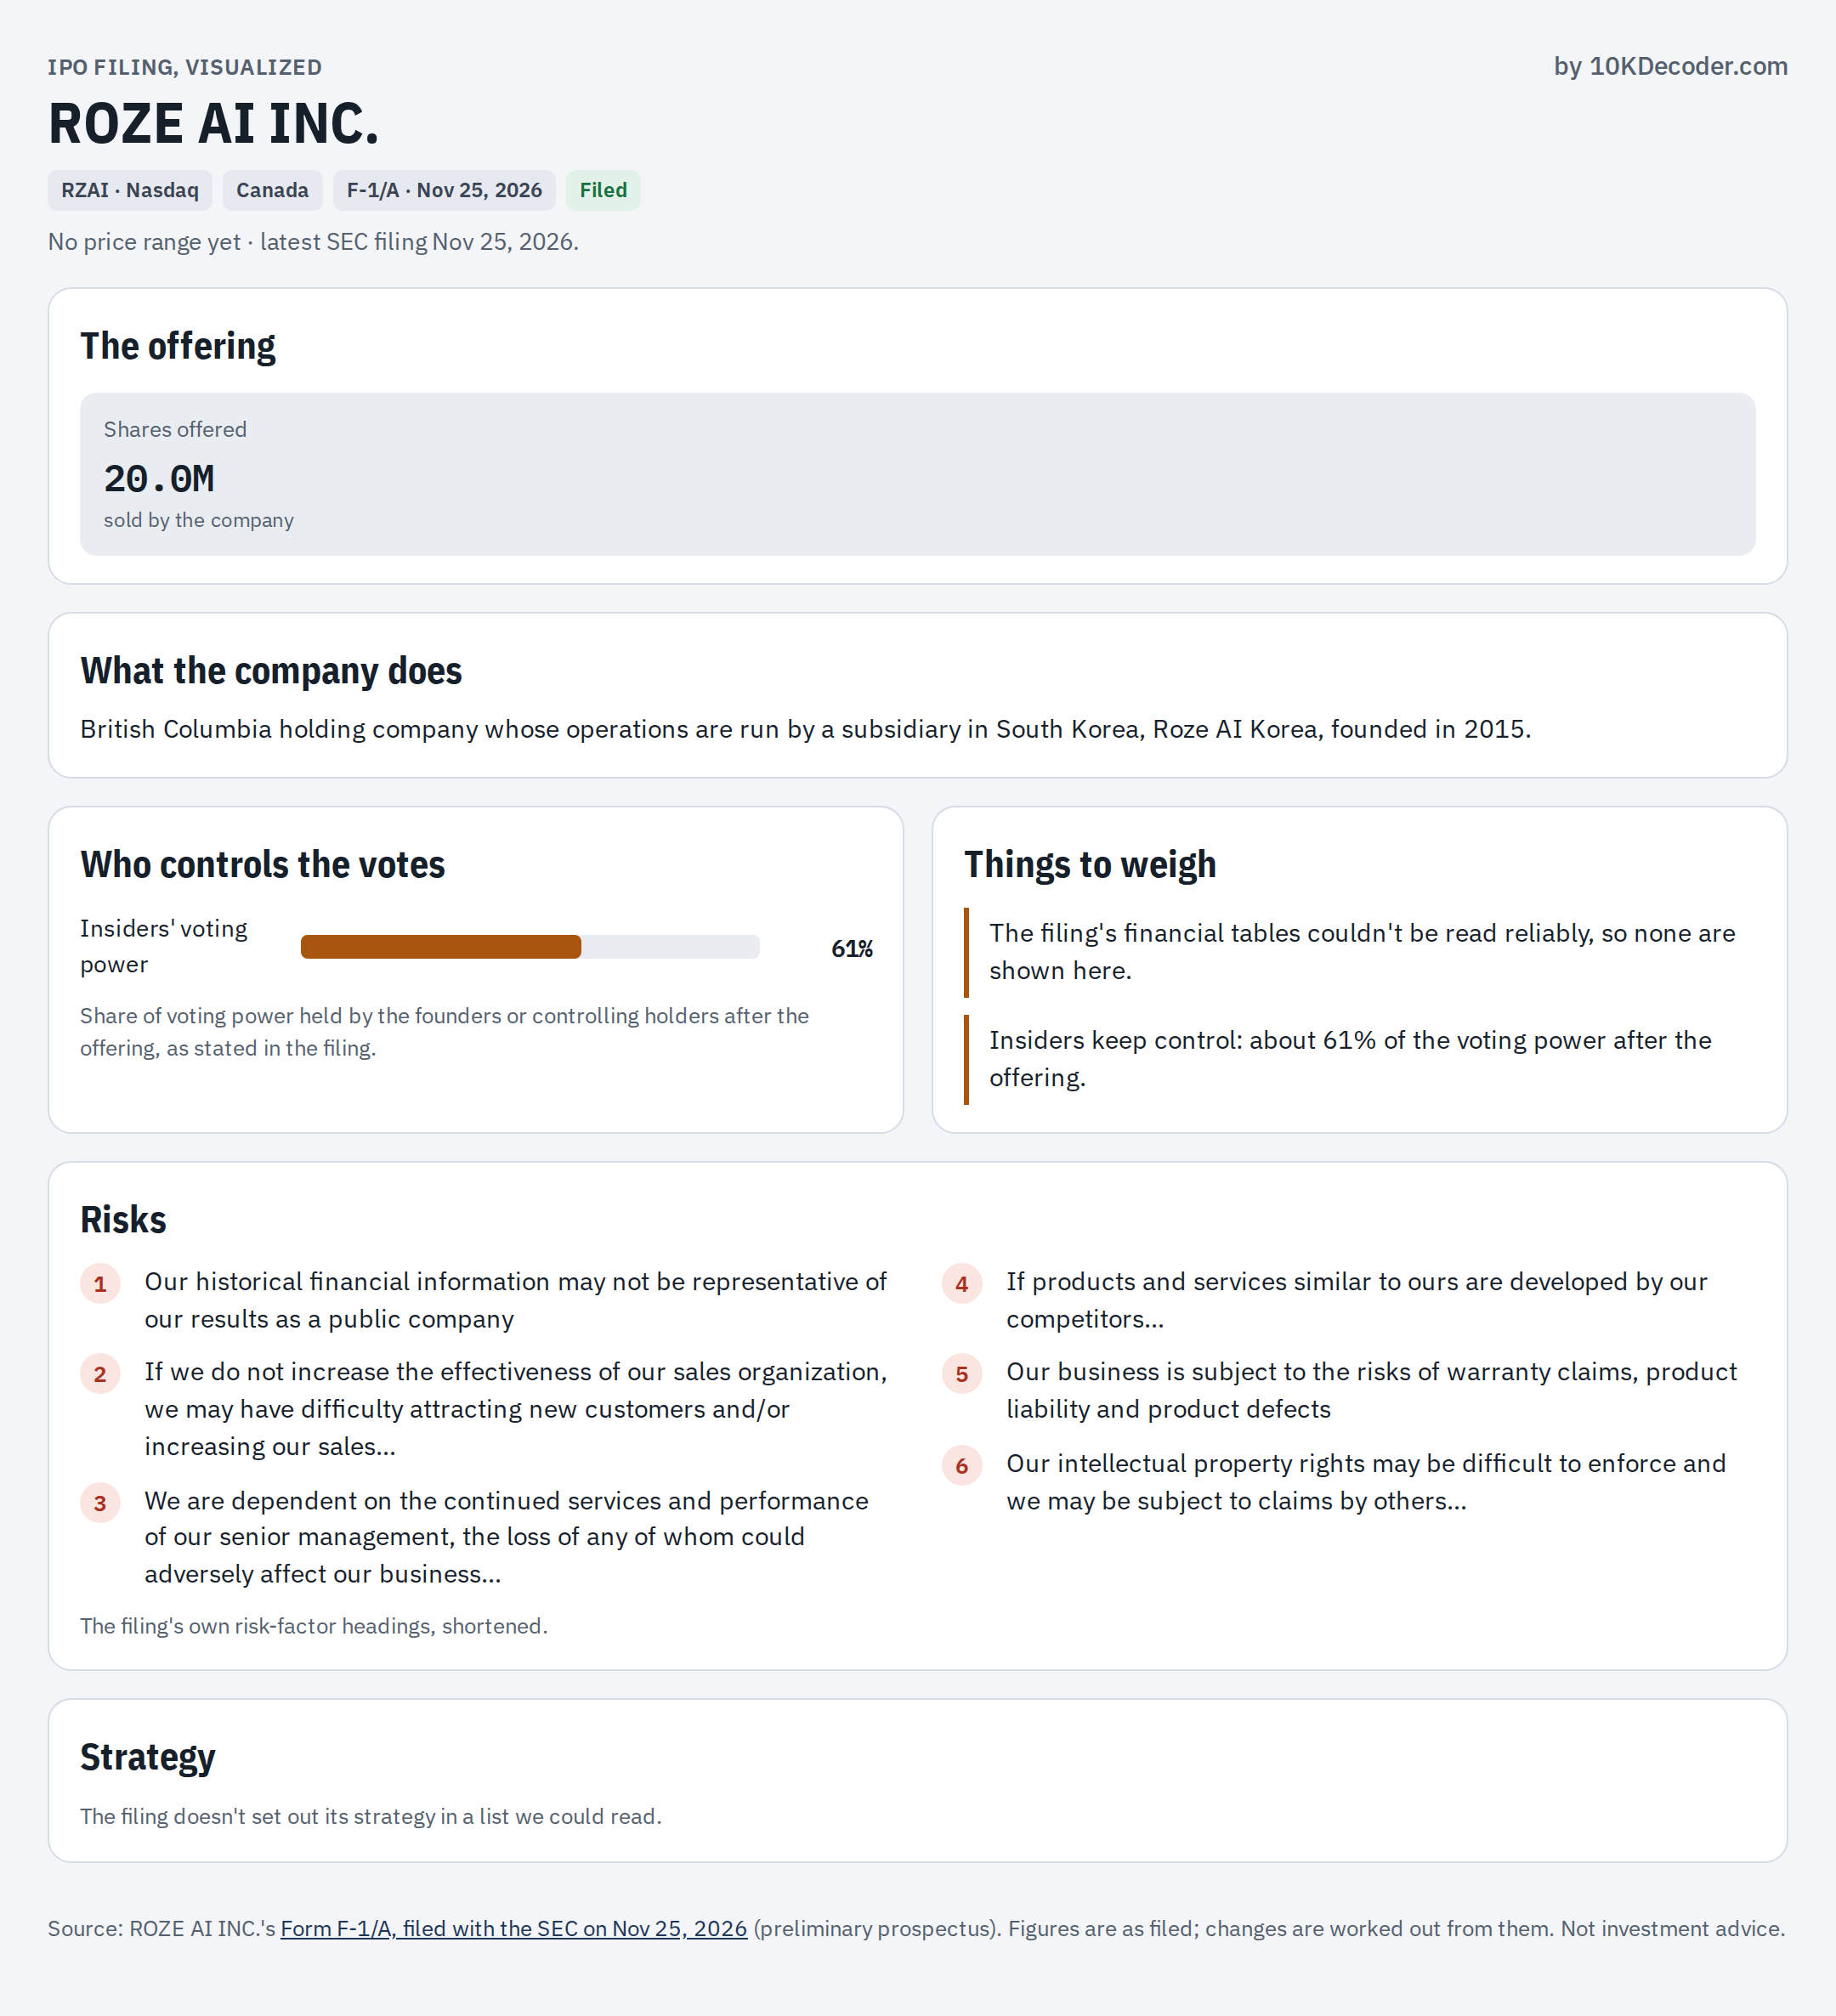 IPO FILING, VISUALIZED
by 10KDecoder.com
ROZE AI INC.
RZAI · Nasdaq
Canada
F-1/A · Nov 25, 2026
Filed
No price range yet · latest SEC filing Nov 25, 2026.
The offering
Shares offered
20.0M
sold by the company
What the company does
British Columbia holding company whose operations are run by a subsidiary in South Korea, Roze AI Korea, founded in 2015.
Who controls the votes
Insiders' voting
power
61%
Share of voting power held by the founders or controlling holders after the
offering, as stated in the filing.
Things to weigh
The filing's financial tables couldn't be read reliably, so none are
shown here.
Insiders keep control: about 61% of the voting power after the
offering.
Risks
1
Our historical financial information may not be representative of
our results as a public company
2
If we do not increase the effectiveness of our sales organization,
we may have difficulty attracting new customers and/or
increasing our sales…
3
We are dependent on the continued services and performance
of our senior management, the loss of any of whom could
adversely affect our business…
4
If products and services similar to ours are developed by our
competitors…
5
Our business is subject to the risks of warranty claims, product
liability and product defects
6
Our intellectual property rights may be difficult to enforce and
we may be subject to claims by others…
The filing's own risk-factor headings, shortened.
Strategy
The filing doesn't set out its strategy in a list we could read.
Source: ROZE AI INC.'s Form F-1/A, filed with the SEC on Nov 25, 2026 (preliminary prospectus). Figures are as filed; changes are worked out from them. Not investment advice.